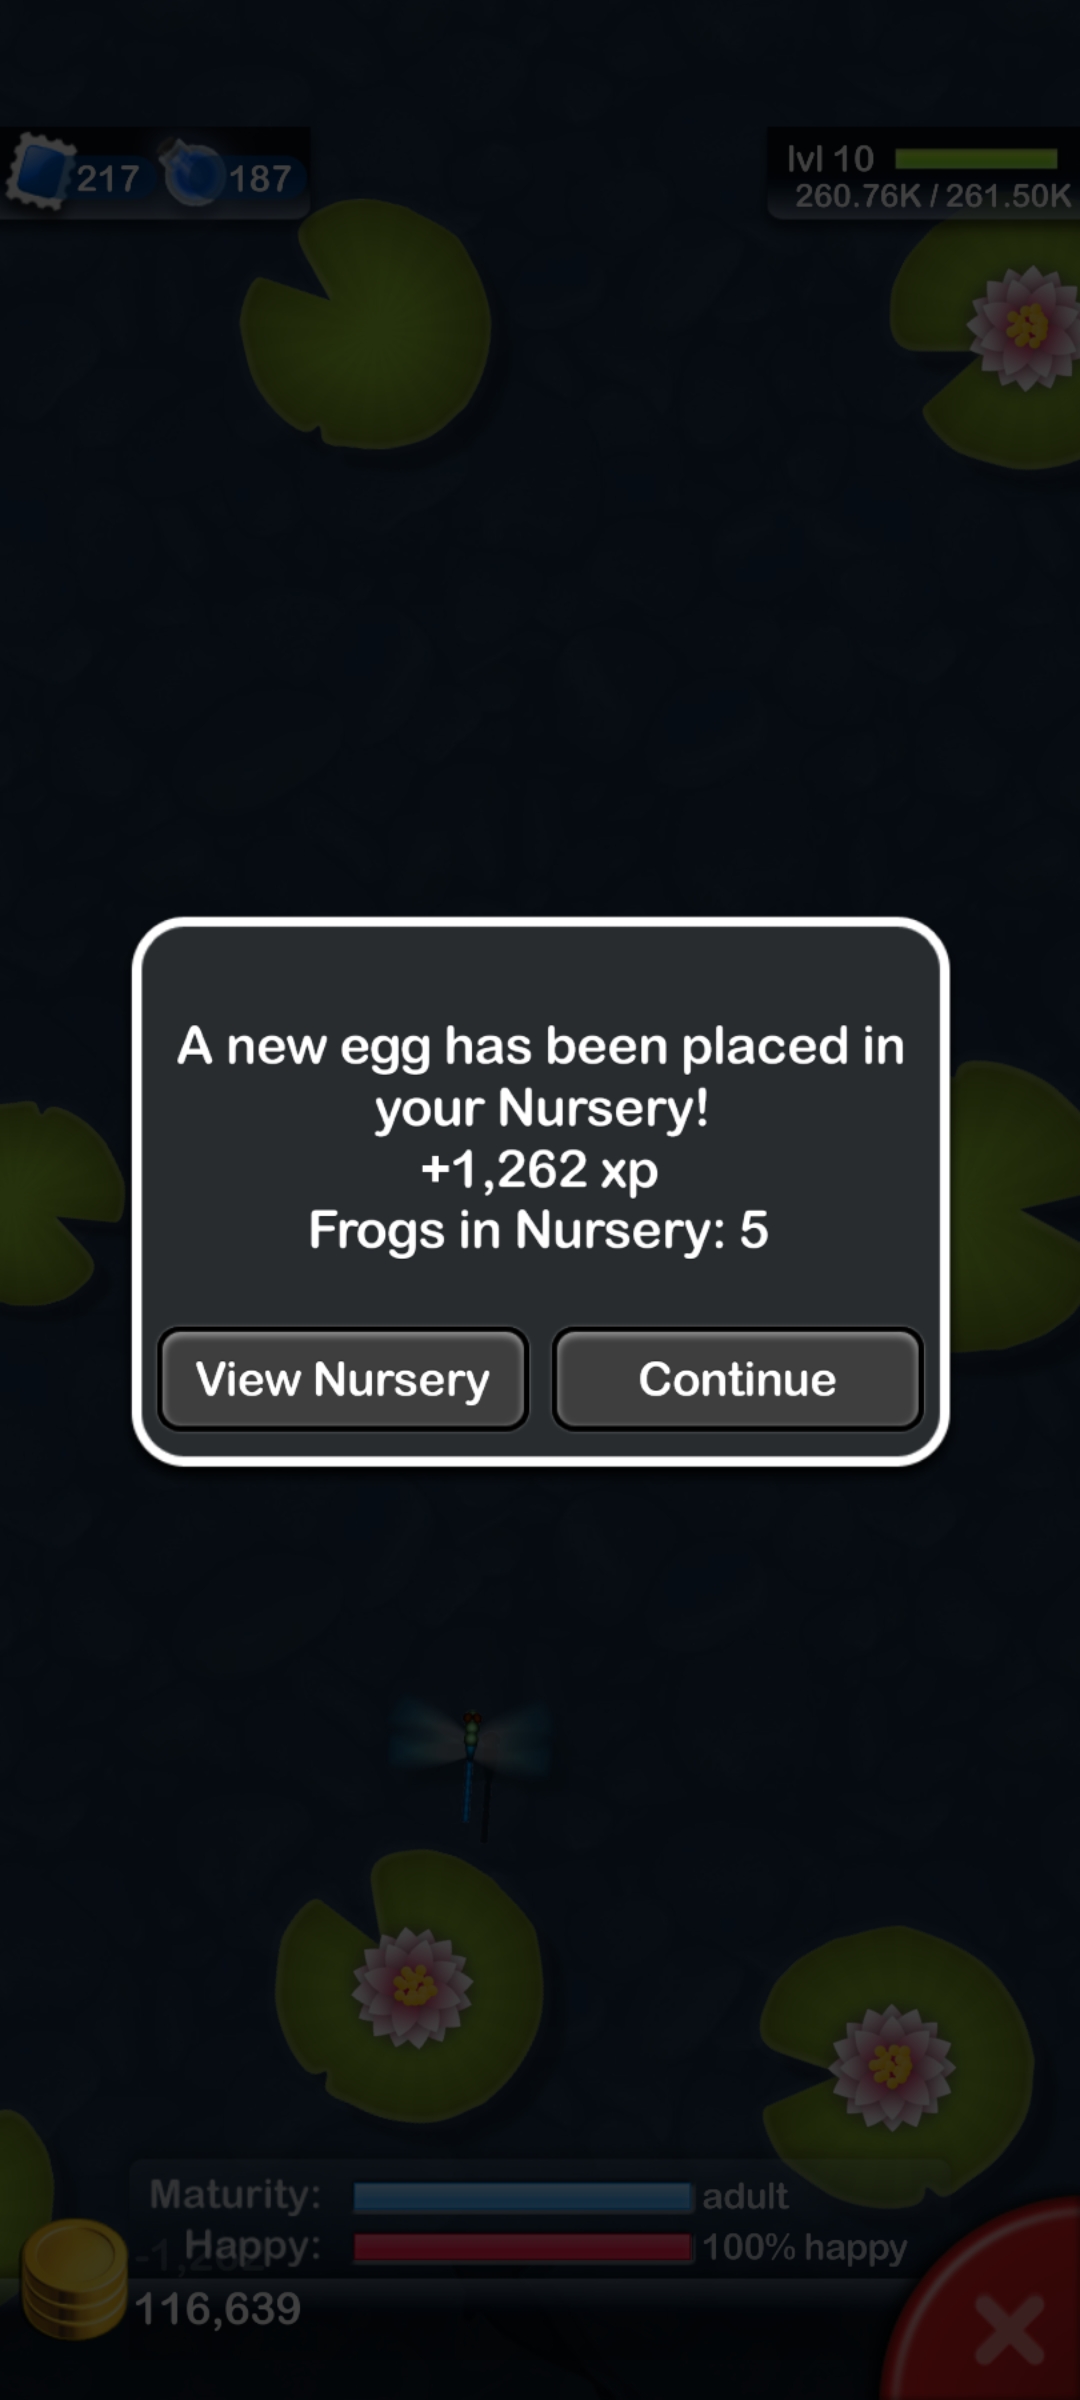 217 187
lvl 10
260.76K / 261.50K
A new egg has been placed in
your Nursery!
+1,262 xp
Frogs in Nursery: 5
View Nursery Continue
Maturity: adult
Happy: 100% happy
116,639